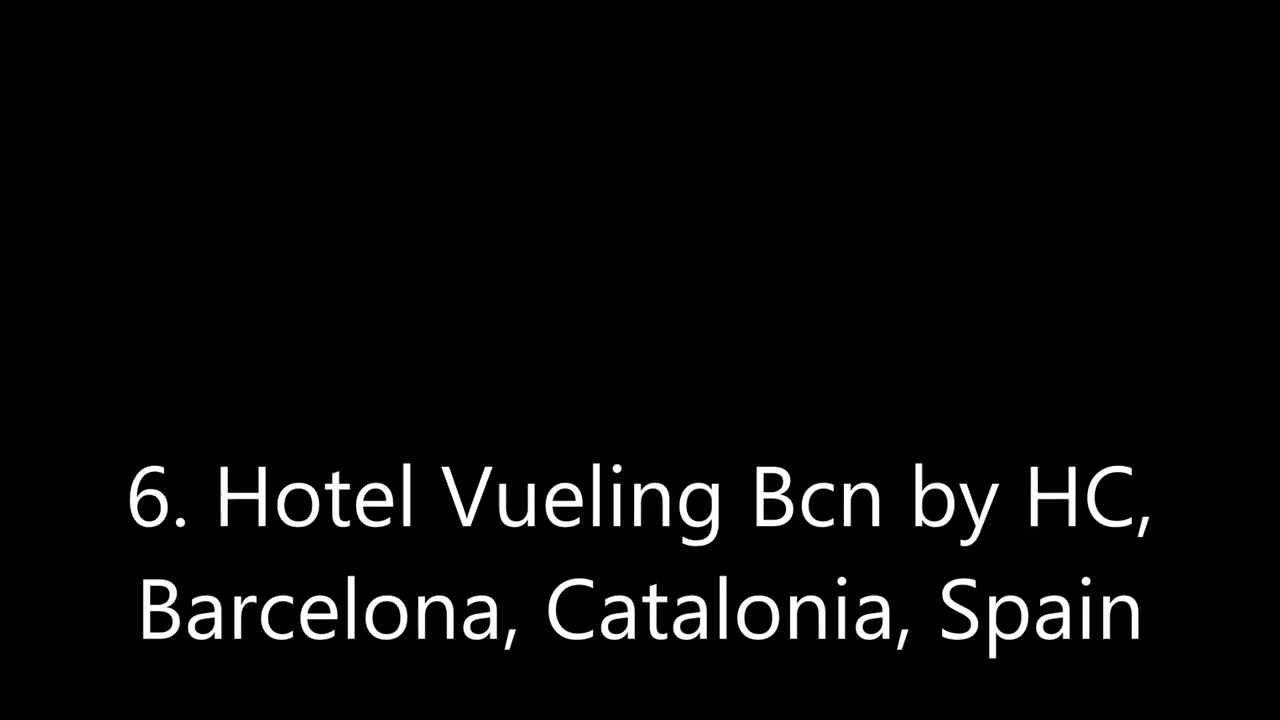 6. Hotel Vueling Bcn by HC,
Barcelona, Catalonia, Spain